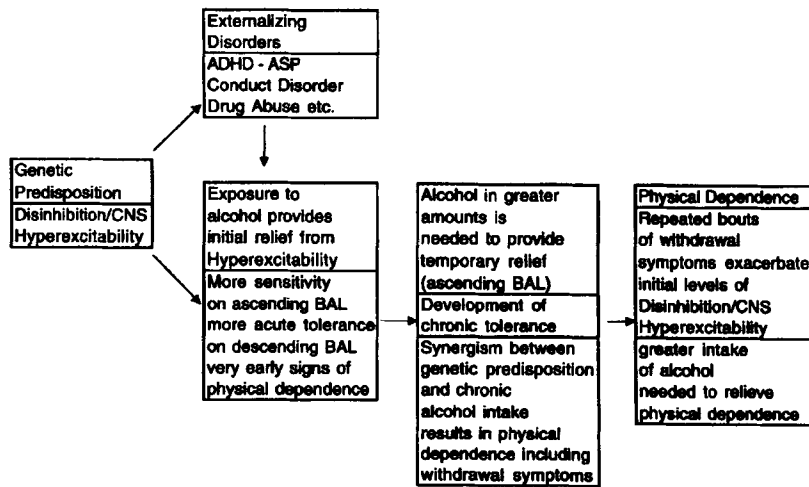 Externalizing
Disorders
ADHD - ASP
Conduct Disorder
Drug Abuse etc.
Genetic
Predisposition
Disinhibition/CNS
Hyperexcitability
Exposure to
alcohol provides
initial relief from
Hyperexcitability
More sensitivity
on ascending BAL
more acute tolerance
on descending BAL
very early signs of
physical dependence
Alcohol in greater
amounts is
needed to provide
temporary relief
(ascending BAL)
Development of
chronic tolerance
Synergism between
genetic predisposition
and chronic
alcohol intake
results in physical
dependence including
withdrawal symptoms
Physical Dependence
Repeated bouts
of withdrawal
symptoms exacerbate
initial levels of
Disinhibition/CNS
Hyperexcitability
greater intake
of alcohol
needed to relieve
physical dependence